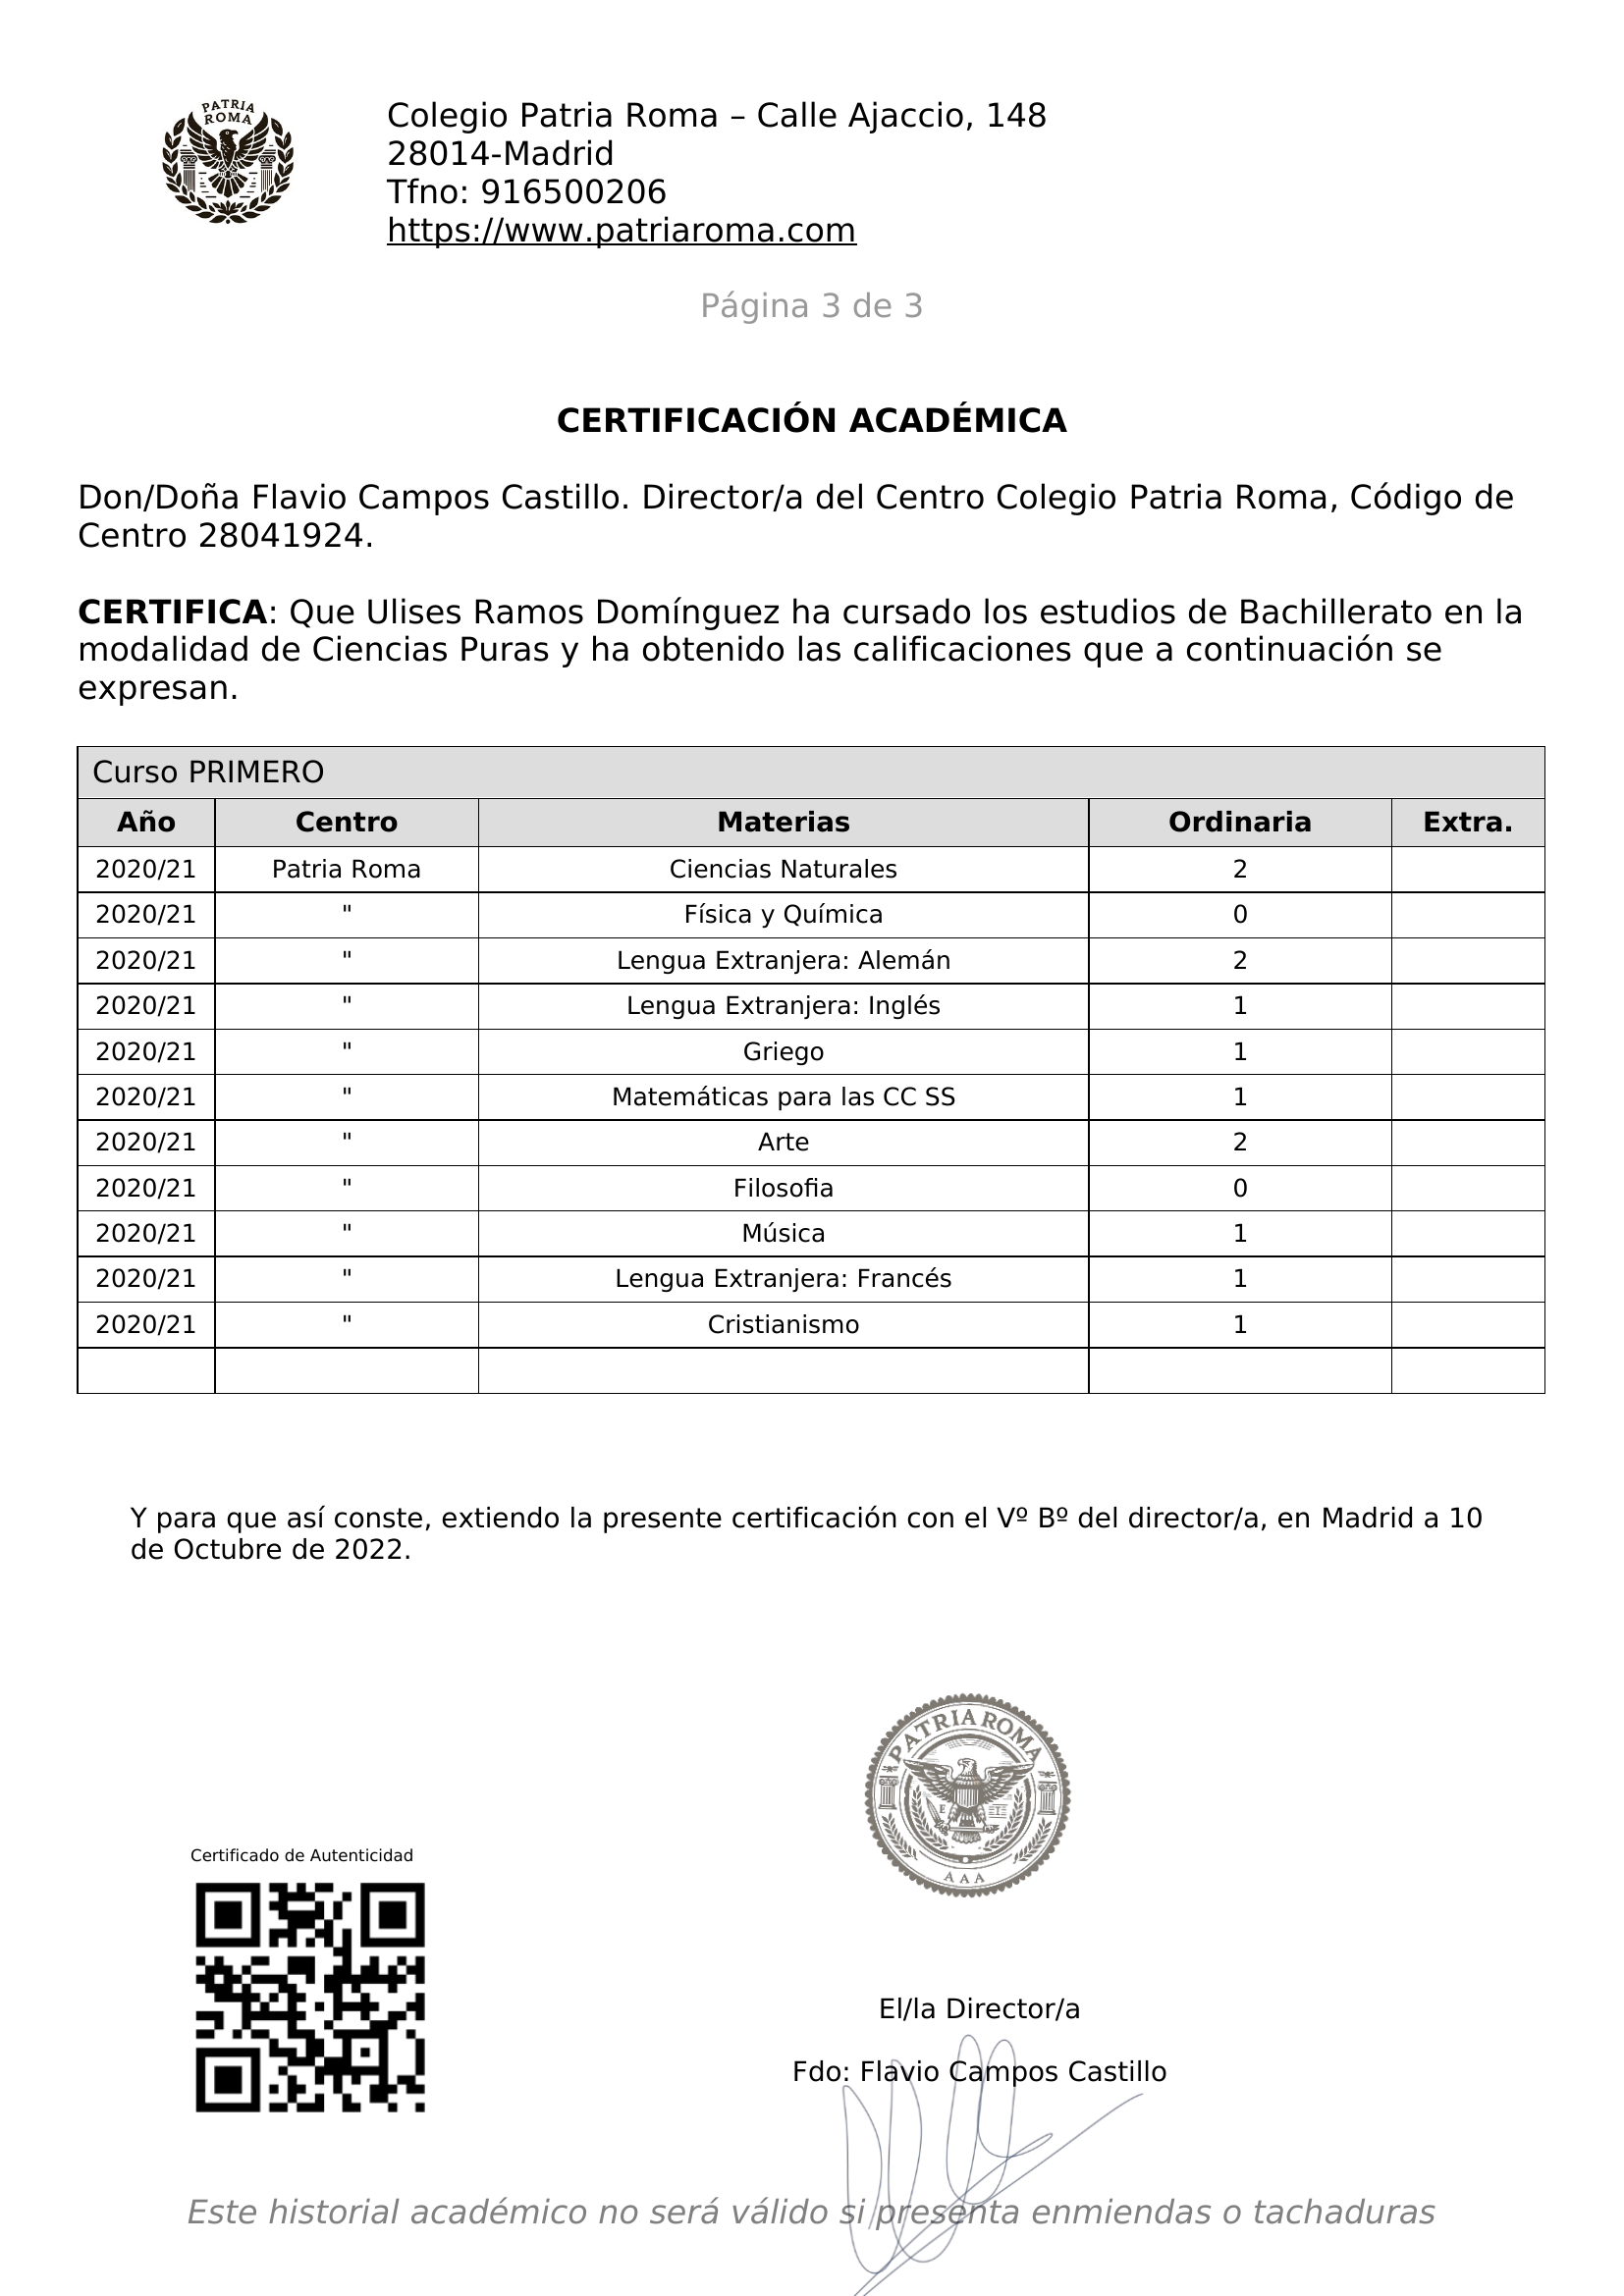 PATRIA
ROMA
Colegio Patria Roma – Calle Ajaccio, 148
28014-Madrid
Tfno: 916500206
https://www.patriaroma.com
Página 3 de 3
CERTIFICACIÓN ACADÉMICA
Don/Doña Flavio Campos Castillo. Director/a del Centro Colegio Patria Roma, Código de
Centro 28041924.
CERTIFICA: Que Ulises Ramos Domínguez ha cursado los estudios de Bachillerato en la
modalidad de Ciencias Puras y ha obtenido las calificaciones que a continuación se
expresan.
Curso PRIMERO
Año Centro Materias Ordinaria Extra.
2020/21 Patria Roma Ciencias Naturales 2
2020/21 " Física y Química 0
2020/21 " Lengua Extranjera: Alemán 2
2020/21 " Lengua Extranjera: Inglés 1
2020/21 " Griego 1
2020/21 " Matemáticas para las CC SS 1
2020/21 " Arte 2
2020/21 " Filosofia 0
2020/21 " Música 1
2020/21 " Lengua Extranjera: Francés 1
2020/21 " Cristianismo 1
Y para que así conste, extiendo la presente certificación con el Vº Bº del director/a, en Madrid a 10
de Octubre de 2022.
PATRIA ROMA
E
AAA
Certificado de Autenticidad
El/la Director/a
Fdo: Flavio Campos Castillo
Este historial académico no será válido si presenta enmiendas o tachaduras